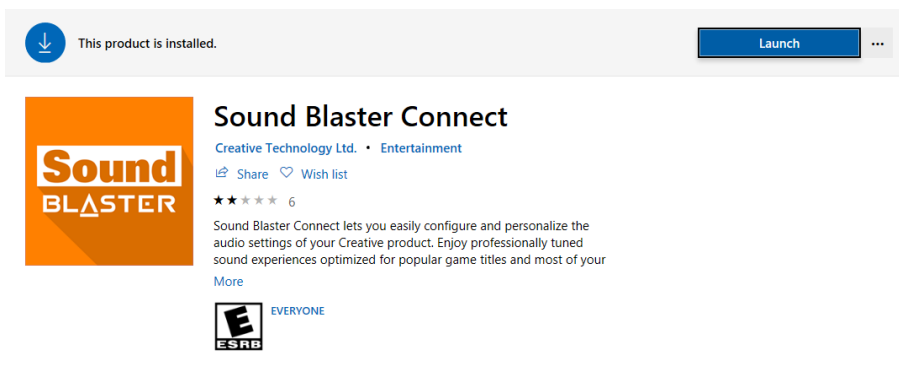 This product is installed.
Launch
...
Sound
BLASTER
Sound Blaster Connect
Creative Technology Ltd. • Entertainment
Share Wish list
6
Sound Blaster Connect lets you easily configure and personalize the
audio settings of your Creative product. Enjoy professionally tuned
sound experiences optimized for popular game titles and most of your
More
E
ESRB
EVERYONE